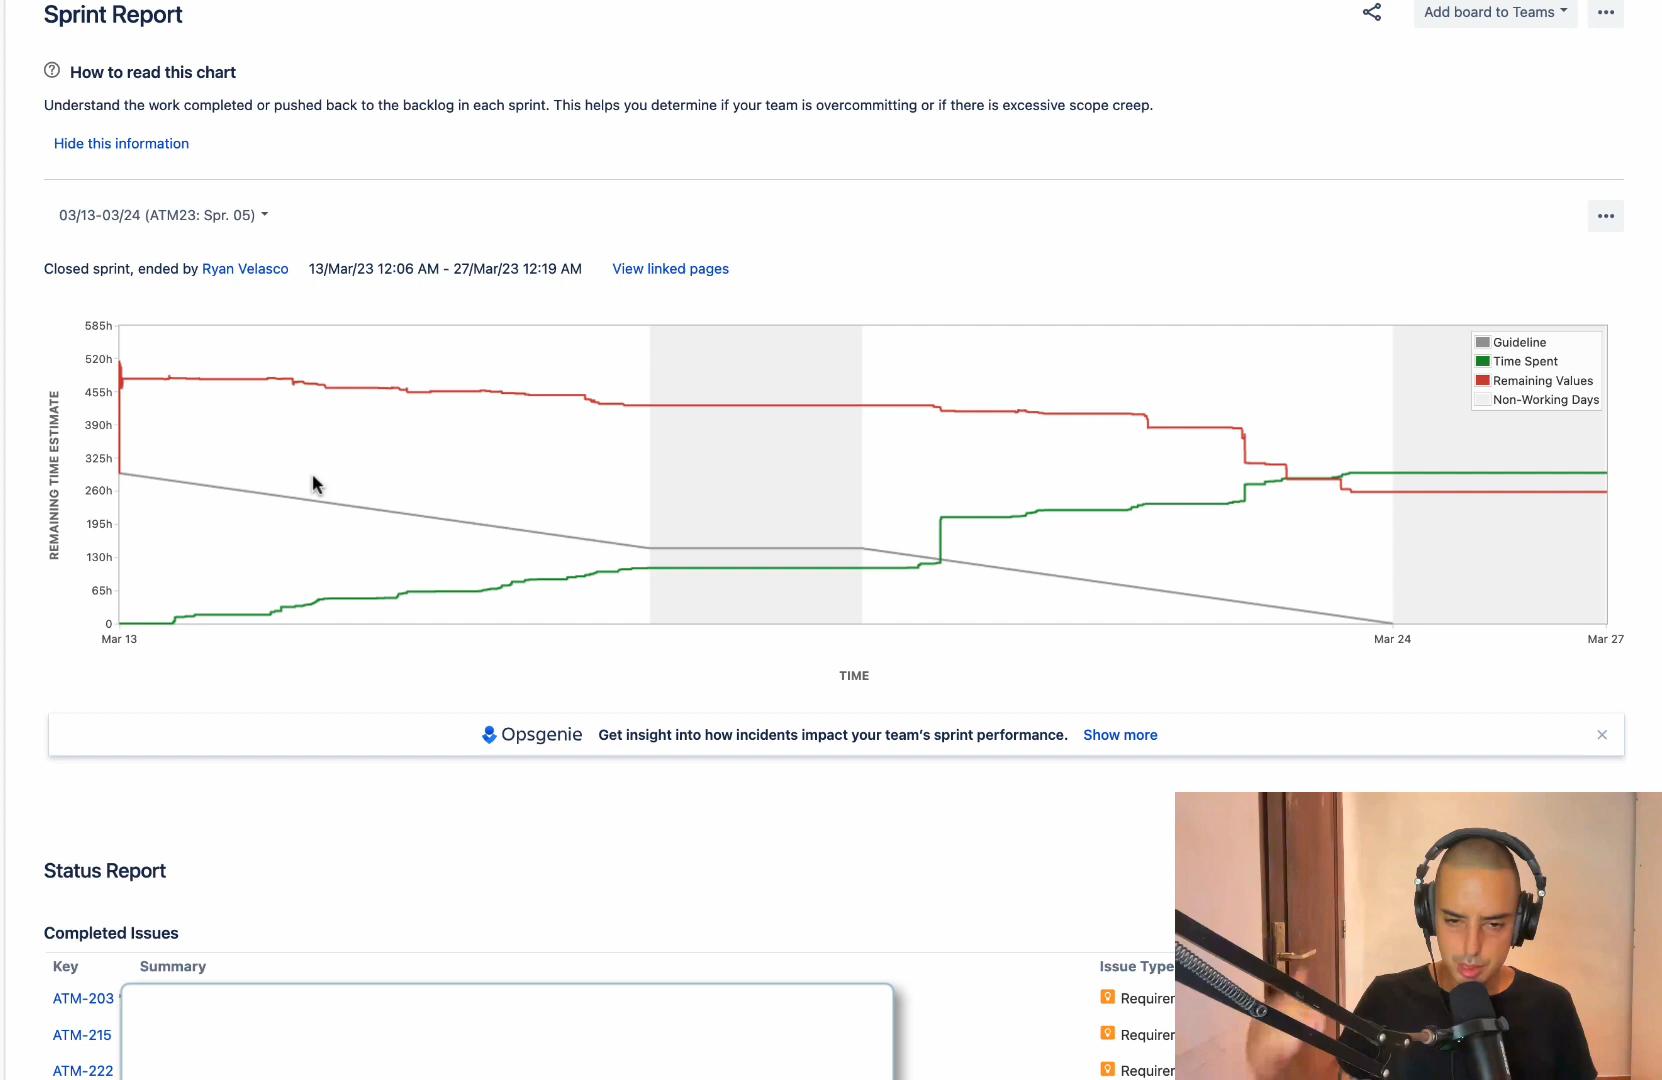 Sprint Report
Add board to Teams
How to read this chart
Understand the work completed or pushed back to the backlog in each sprint. This helps you determine if your team is overcommitting or if there is excessive scope creep.
Hide this information
03/13-03/24 (ATM23: Spr. 05)
Closed sprint, ended by Ryan Velasco 13/Mar/23 12:06 AM - 27/Mar/23 12:19 AM View linked pages
REMAINING TIME ESTIMATE
585h
520h
455h
390h
325h
260h
195h
130h
65h
0
Guideline
Time Spent
Remaining Values
Non-Working Days
Mar 13
Mar 24
Mar 27
TIME
Opsgenie Get insight into how incidents impact your team's sprint performance. Show more
Status Report
Completed Issues
Key Summary Issue Type
ATM-203 Requirer
ATM-215 Requirer
ATM-222 Requirer